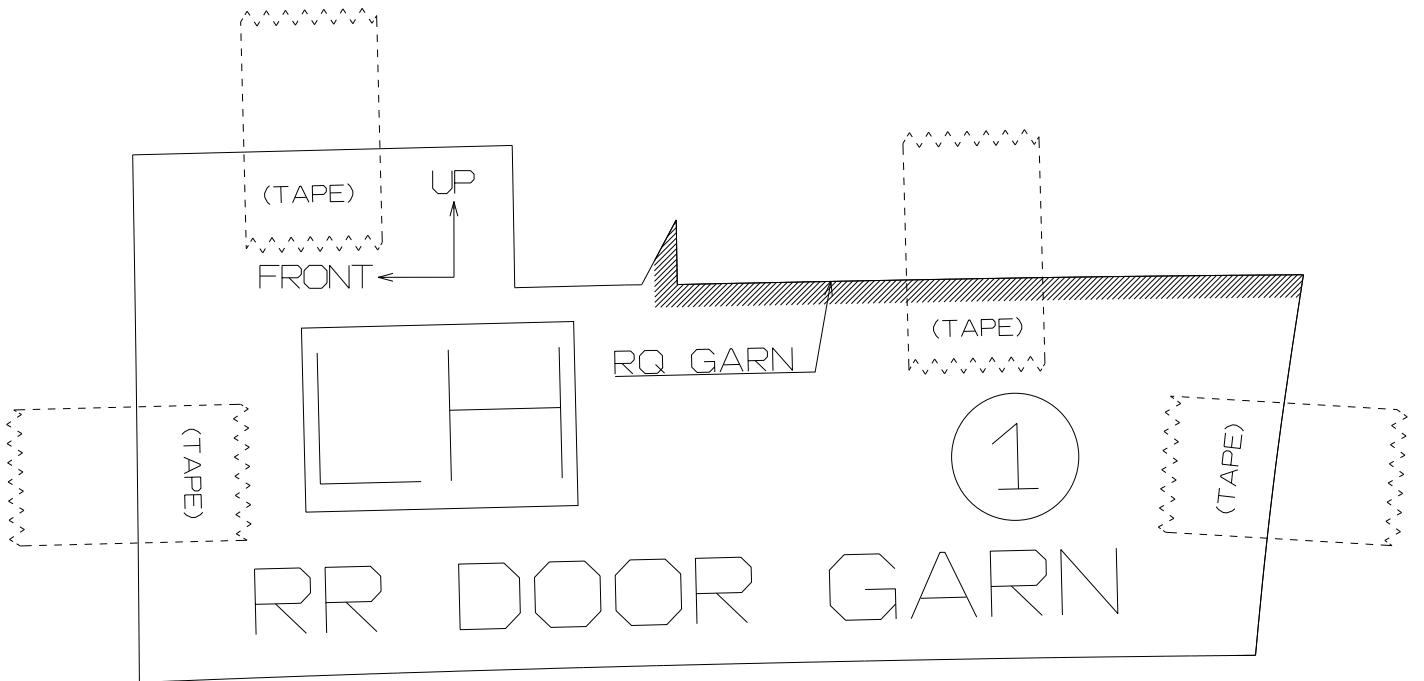 (TAPE)
UP
FRONT
(TAPE)
RQ GARN
LH
(TAPE)
(TAPE)
1
RR DOOR GARN